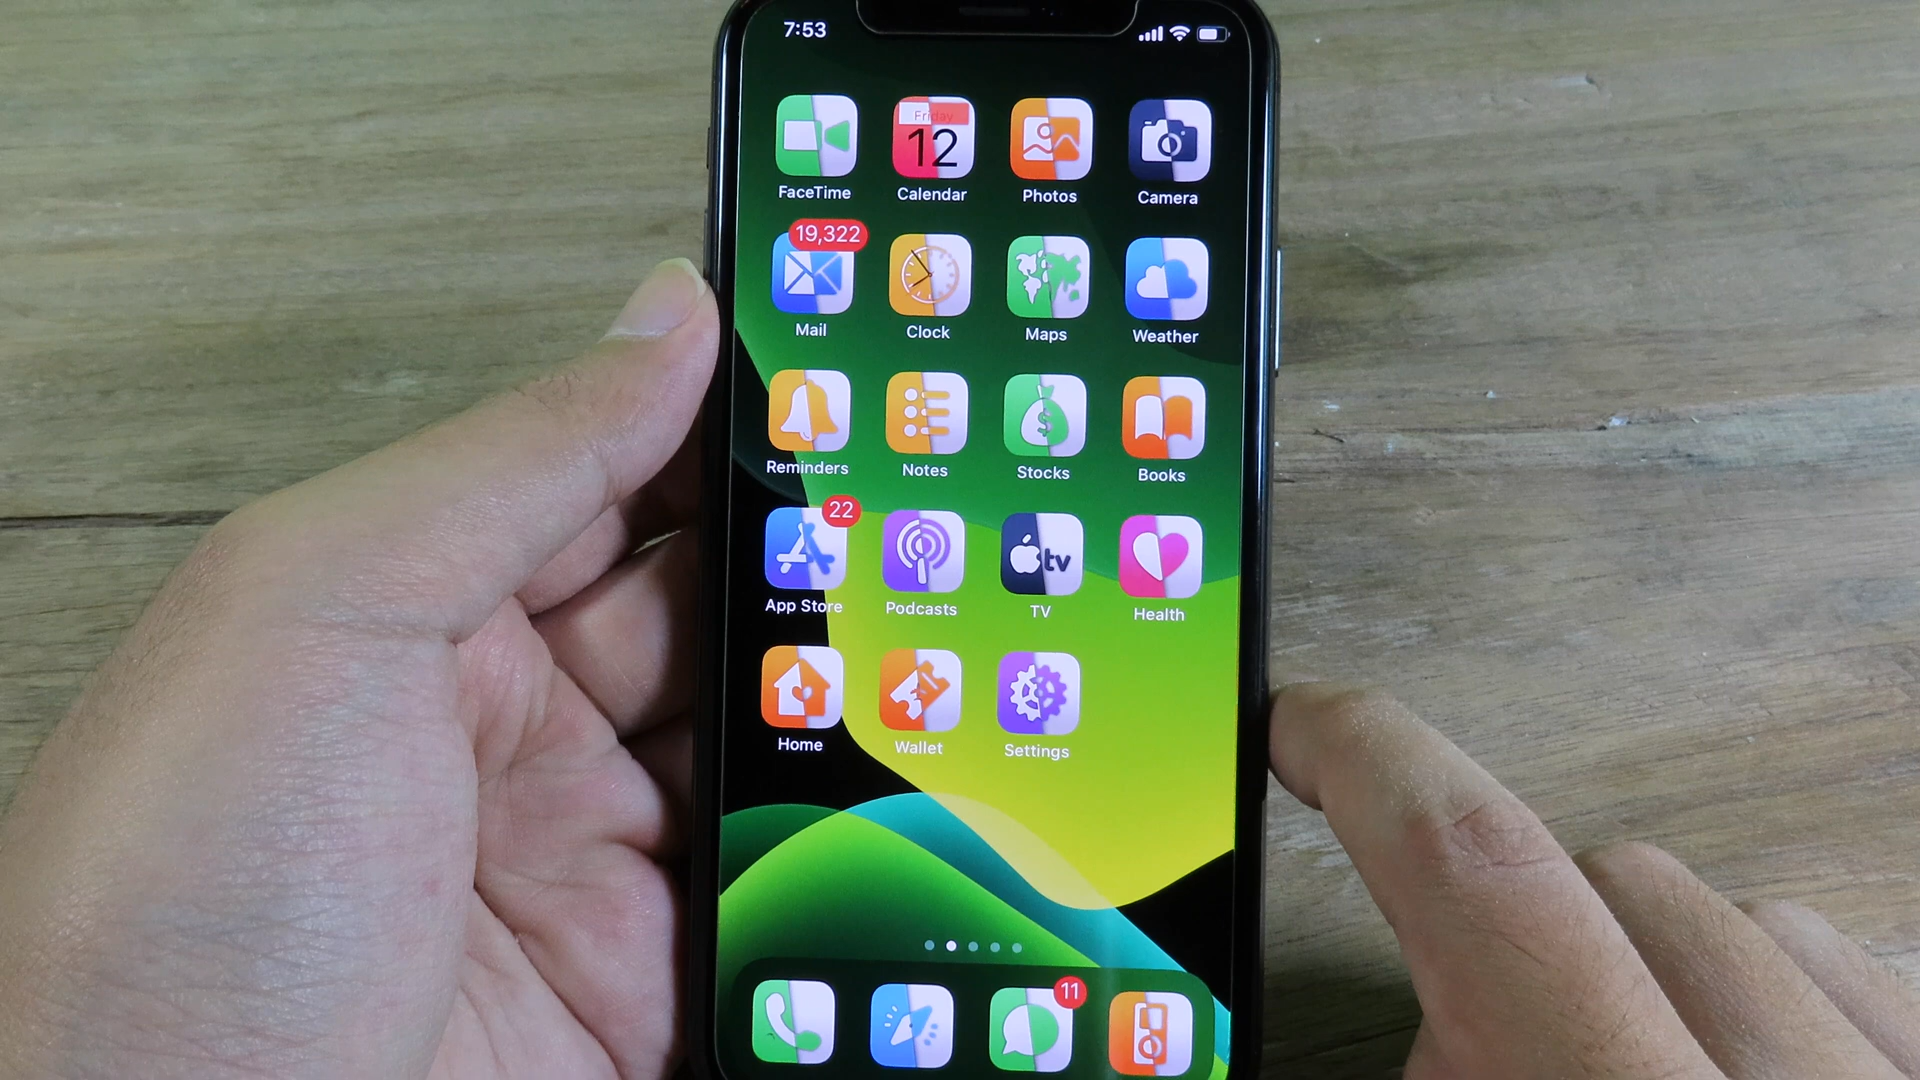 7:53
Friday
12
FaceTime Calendar Photos Camera
19,322
Mail Clock Maps Weather
Reminders Notes Stocks Books
22
tv
App Store Podcasts TV Health
Home Wallet Settings
11